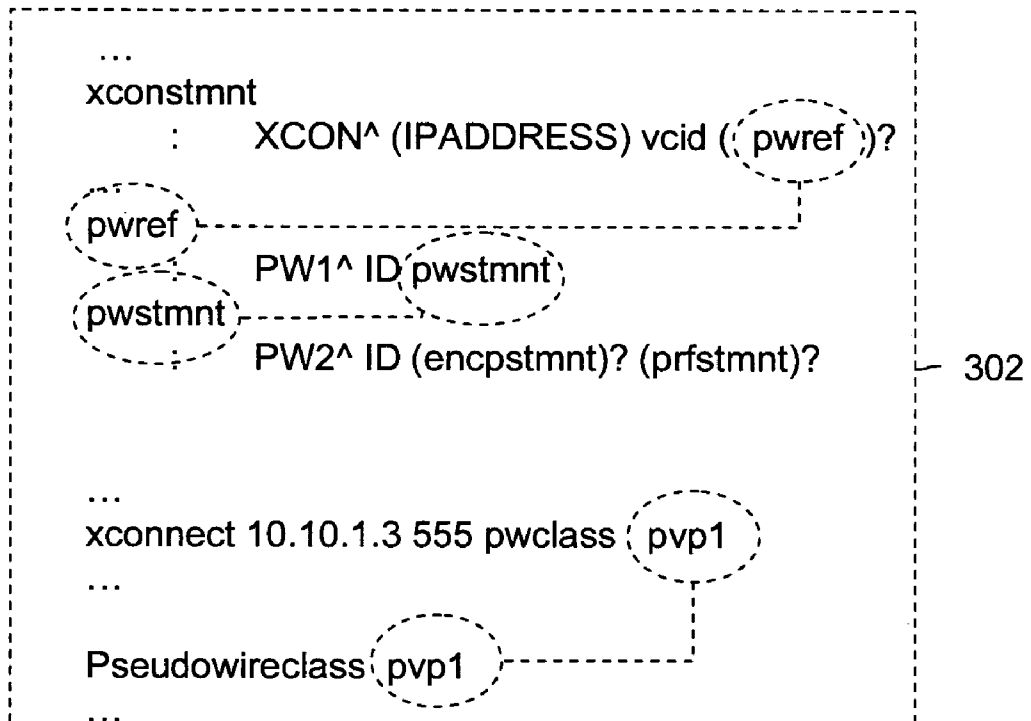 ...
xconstmnt
: XCON^ (IPADDRESS) vcid (pwref)?
...
pwref
: PW1^ ID pwstmnt
pwstmnt
: PW2^ ID (encpstmnt)? (prfstmnt)?
302
...
xconnect 10.10.1.3 555 pwclass pvp1
...
Pseudowireclass pvp1
...